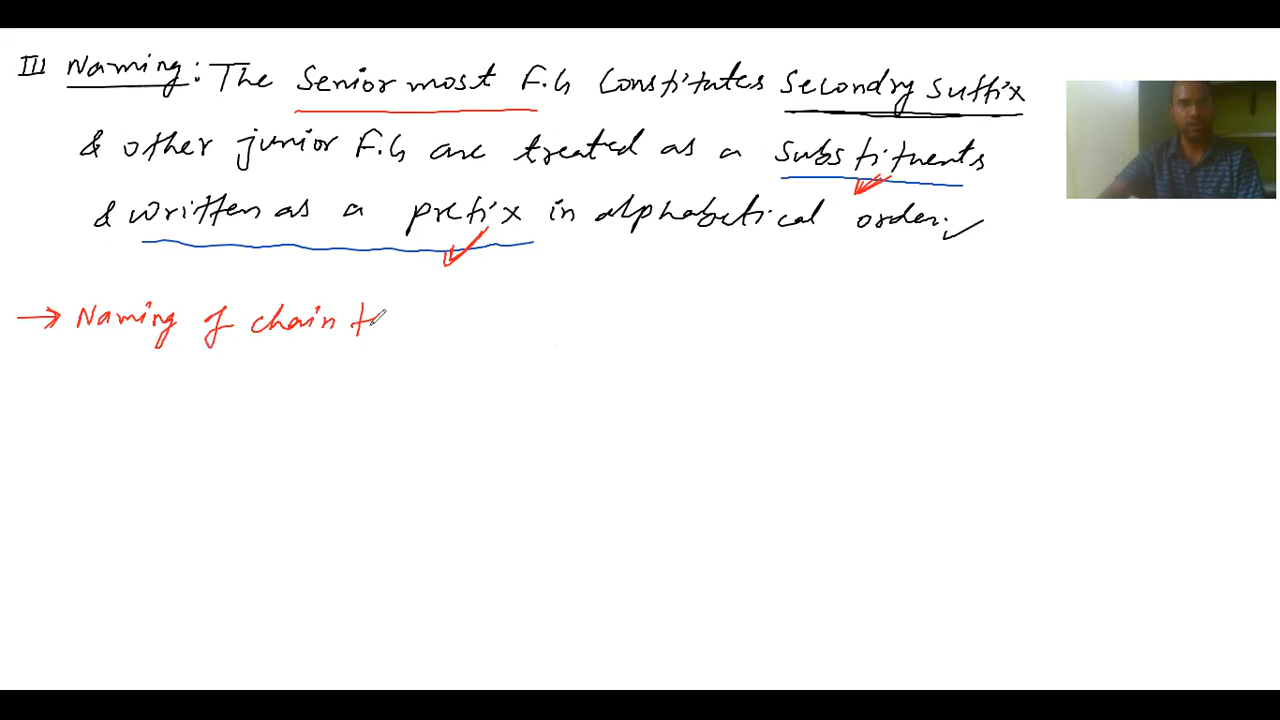 III Naming: The Senior most F.G Constitutes Secondry Suffix
& other junior F.G are treated as a Substituents
& written as a prefix in alphabetical order.
→ Naming of chain t